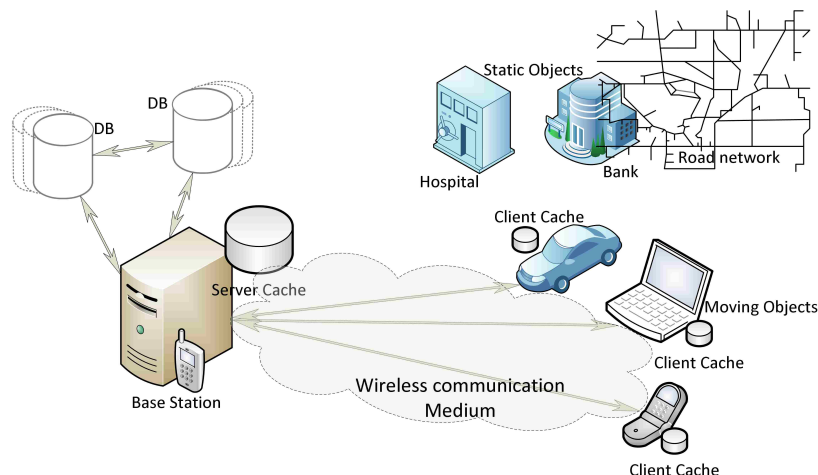 Static Objects
DB
DB
Road network
Bank
Hospital
Client Cache
Server Cache
Moving Objects
Client Cache
Wireless communication
Medium
Base Station
Client Cache